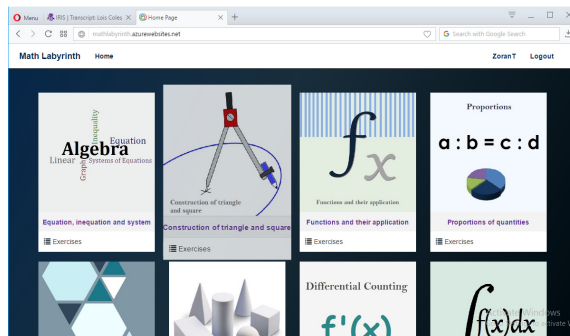 Menu
IRIS | Transcript: Lois Coles
Home Page
mathlabyrinth.azurewebsites.net
Search with Google Search
Math Labyrinth
Home
Zoran T
Logout
Algebra
Inequality
Equation
Linear
Systems of Equations
Graph
Equation, inequation and system
Exercises
Construction of triangle
and square
Construction of triangle and square
Exercises
f
x
Functions and their application
Functions and their application
Exercises
Proportions
a : b = c : d
Proportions of quantities
Exercises
Differential Counting
f'(x)
∫f(x)dx
Activate Windows